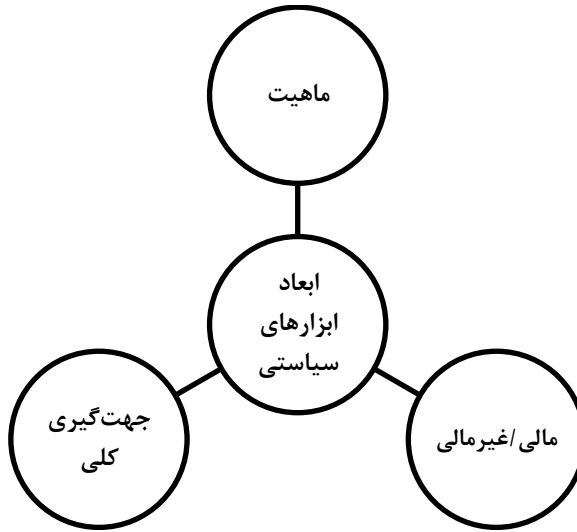 ماهیت
ابعاد
ابزارهای
سیاستی
جهت‌گیری
کلی
مالی/غیرمالی